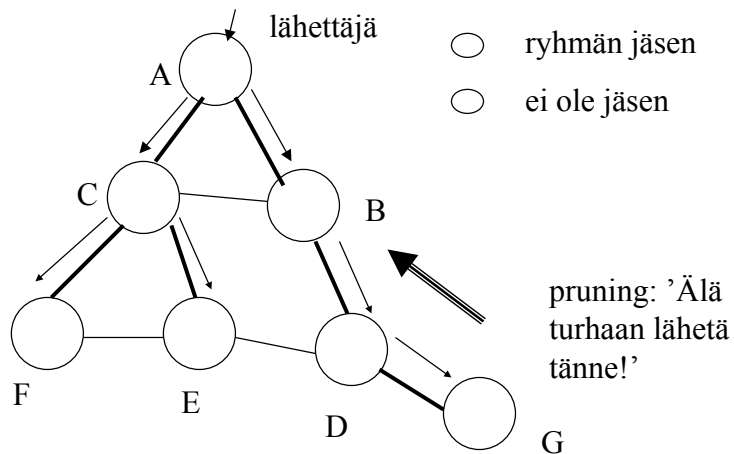 lähettäjä
ryhmän jäsen
A
ei ole jäsen
C
B
pruning: ’Älä
turhaan lähetä
tänne!’
F
E
D
G